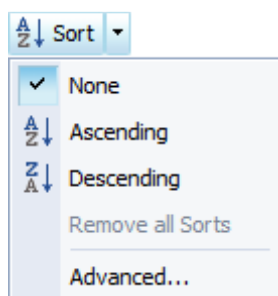 Sort
None
Ascending
Descending
Remove all Sorts
Advanced...